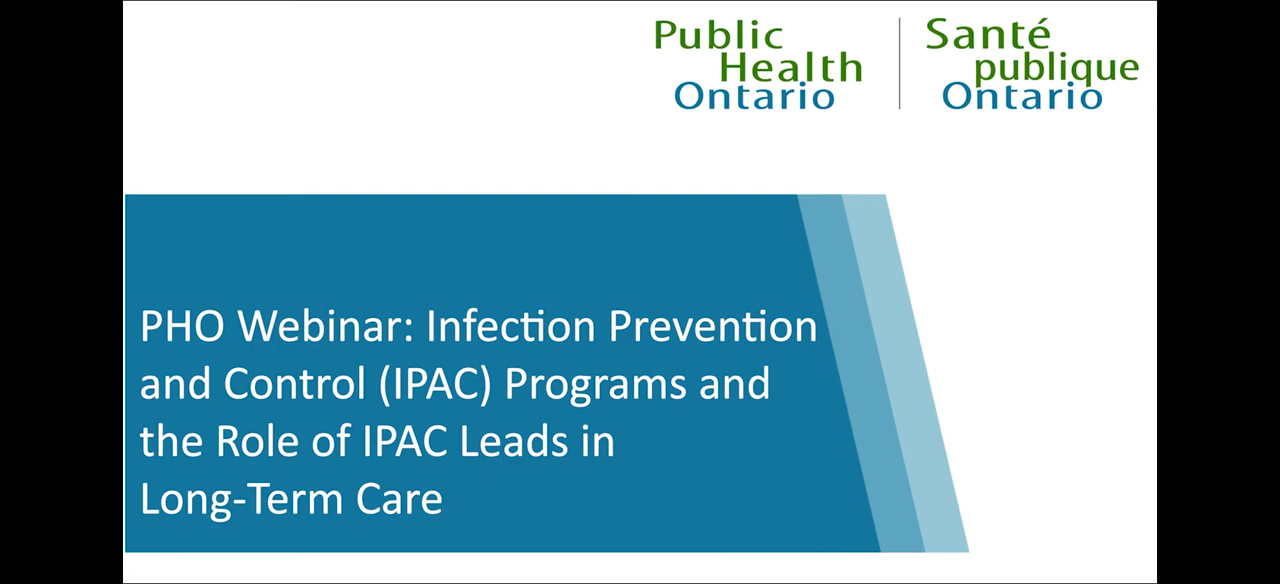 Public
Health
Ontario
Santé
publique
Ontario
PHO Webinar: Infection Prevention
and Control (IPAC) Programs and
the Role of IPAC Leads in
Long-Term Care